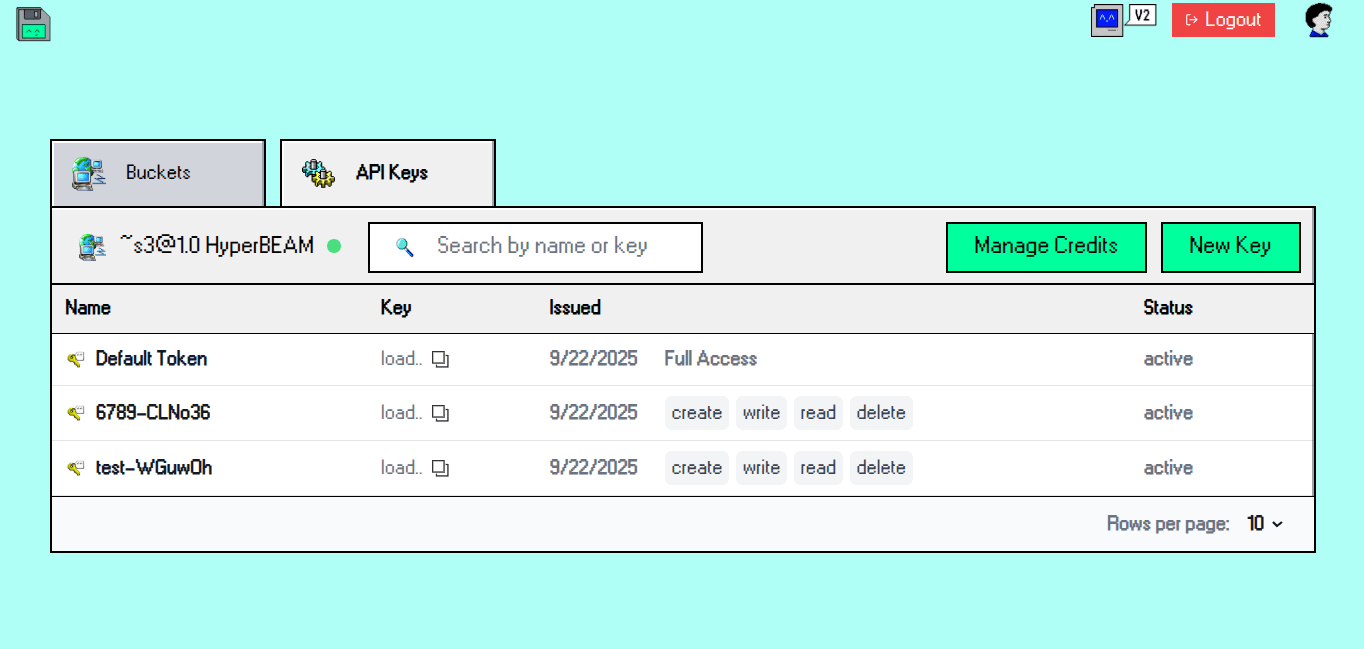 V2
Logout
Buckets
API Keys
~s3@1.0 HyperBEAM
Search by name or key
Manage Credits
New Key
Name Key Issued Status
Default Token load.. 9/22/2025 Full Access active
6789-CLNo36 load.. 9/22/2025 create write read delete active
test-WGuwOh load.. 9/22/2025 create write read delete active
Rows per page: 10